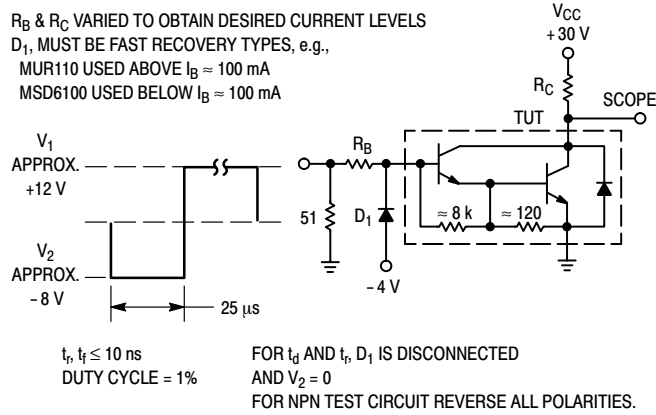 R_B & R_C VARIED TO OBTAIN DESIRED CURRENT LEVELS
D_1, MUST BE FAST RECOVERY TYPES, e.g.,
MUR110 USED ABOVE I_B ≈ 100 mA
MSD6100 USED BELOW I_B ≈ 100 mA
V_CC
+ 30 V
R_C
SCOPE
TUT
V_1
APPROX.
+12 V
R_B
51
D_1
≈ 8 k
≈ 120
V_2
APPROX.
- 8 V
- 4 V
25 μs
t_r, t_f ≤ 10 ns
DUTY CYCLE = 1%
FOR t_d AND t_r, D_1 IS DISCONNECTED
AND V_2 = 0
FOR NPN TEST CIRCUIT REVERSE ALL POLARITIES.